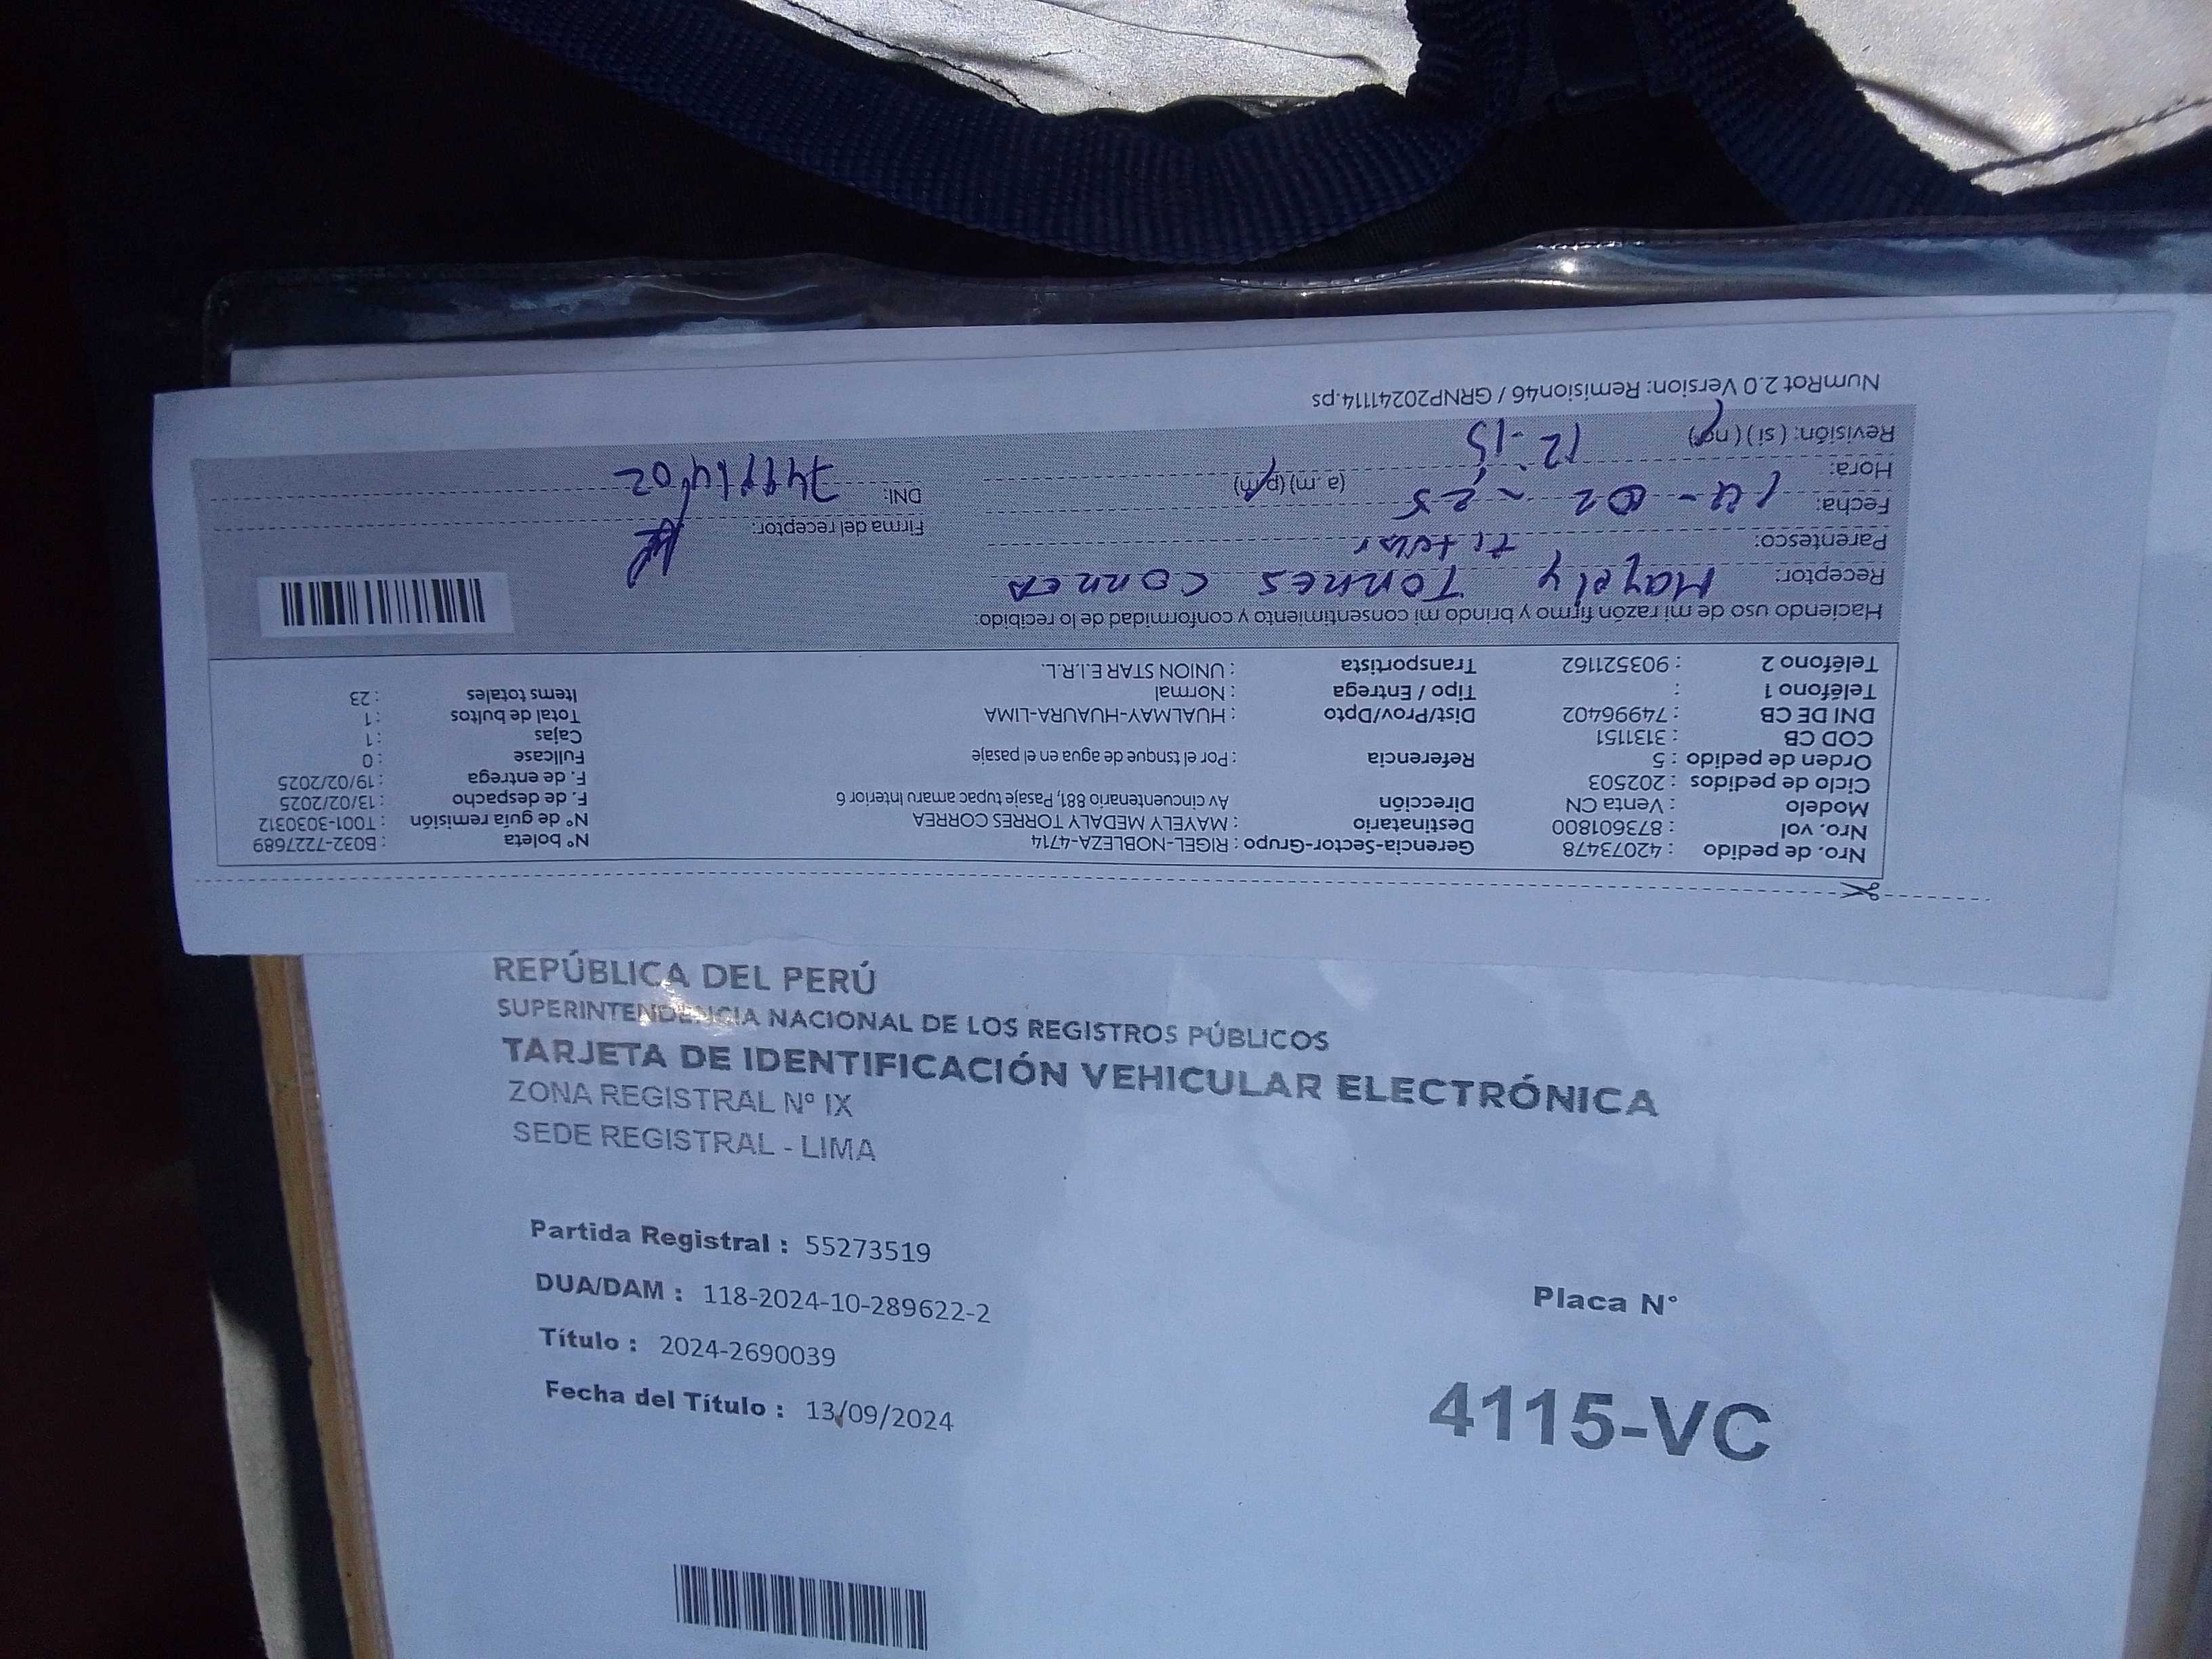 Nro. de pedido : 42073478 Gerencia-Sector-Grupo : RIGEL-NOBLEZA-4714 N° boleta : B032-7227689
Nro. vol : 873601800 Destinatario : MAYELY MEDALY TORRES CORREA N° de guía remisión : T001-3030312
Modelo : Venta CN Dirección Av cincuentenario 881, Pasaje tupac amaru Interior 6 F. de despacho : 13/02/2025
Ciclo de pedidos : 202503 F. de entrega : 19/02/2025
Orden de pedido : 5 Referencia : Por el tsnque de agua en el pasaje Fullcase : 0
COD CB : 3131151 Cajas : 1
DNI DE CB : 74996402 Dist/Prov/Dpto : HUALMAY-HUAURA-LIMA Total de bultos : 1
Teléfono 1 : Tipo / Entrega : Normal Items totales : 23
Teléfono 2 : 903521162 Transportista : UNION STAR E.I.R.L.
Haciendo uso de mi razón firmo y brindo mi consentimiento y conformidad de lo recibido:
Receptor: Mayely Torres Correa
Parentesco: titular Firma del receptor:
Fecha: 14-02-25 DNI:
Hora: 12:15 (a.m)(p.m)
Revisión: (si) (no)
NumRot 2.0 Version: Remision46 / GRNP20241114.ps
REPÚBLICA DEL PERÚ
SUPERINTENDENCIA NACIONAL DE LOS REGISTROS PÚBLICOS
TARJETA DE IDENTIFICACIÓN VEHICULAR ELECTRÓNICA
ZONA REGISTRAL Nº IX
SEDE REGISTRAL - LIMA
Partida Registral : 55273519
DUA/DAM : 118-2024-10-289622-2
Título : 2024-2690039
Fecha del Título : 13/09/2024
Placa N°
4115-VC